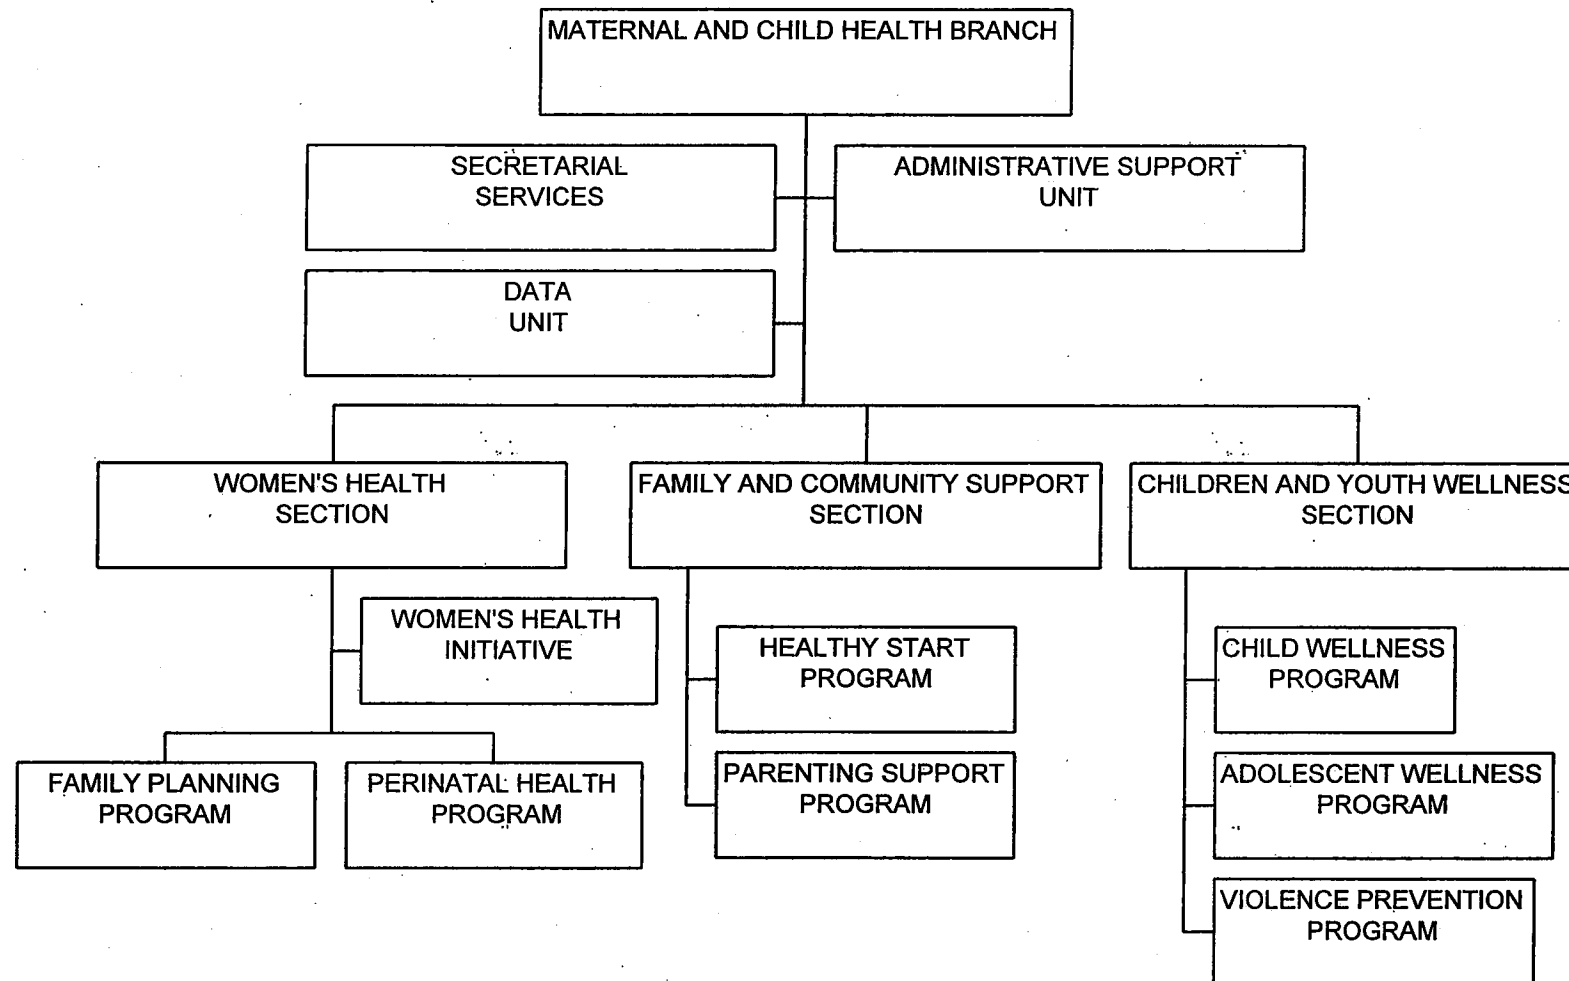 MATERNAL AND CHILD HEALTH BRANCH
SECRETARIAL
SERVICES
ADMINISTRATIVE SUPPORT
UNIT
DATA
UNIT
WOMEN'S HEALTH
SECTION
FAMILY AND COMMUNITY SUPPORT
SECTION
CHILDREN AND YOUTH WELLNESS
SECTION
WOMEN'S HEALTH
INITIATIVE
FAMILY PLANNING
PROGRAM
PERINATAL HEALTH
PROGRAM
HEALTHY START
PROGRAM
PARENTING SUPPORT
PROGRAM
CHILD WELLNESS
PROGRAM
ADOLESCENT WELLNESS
PROGRAM
VIOLENCE PREVENTION
PROGRAM